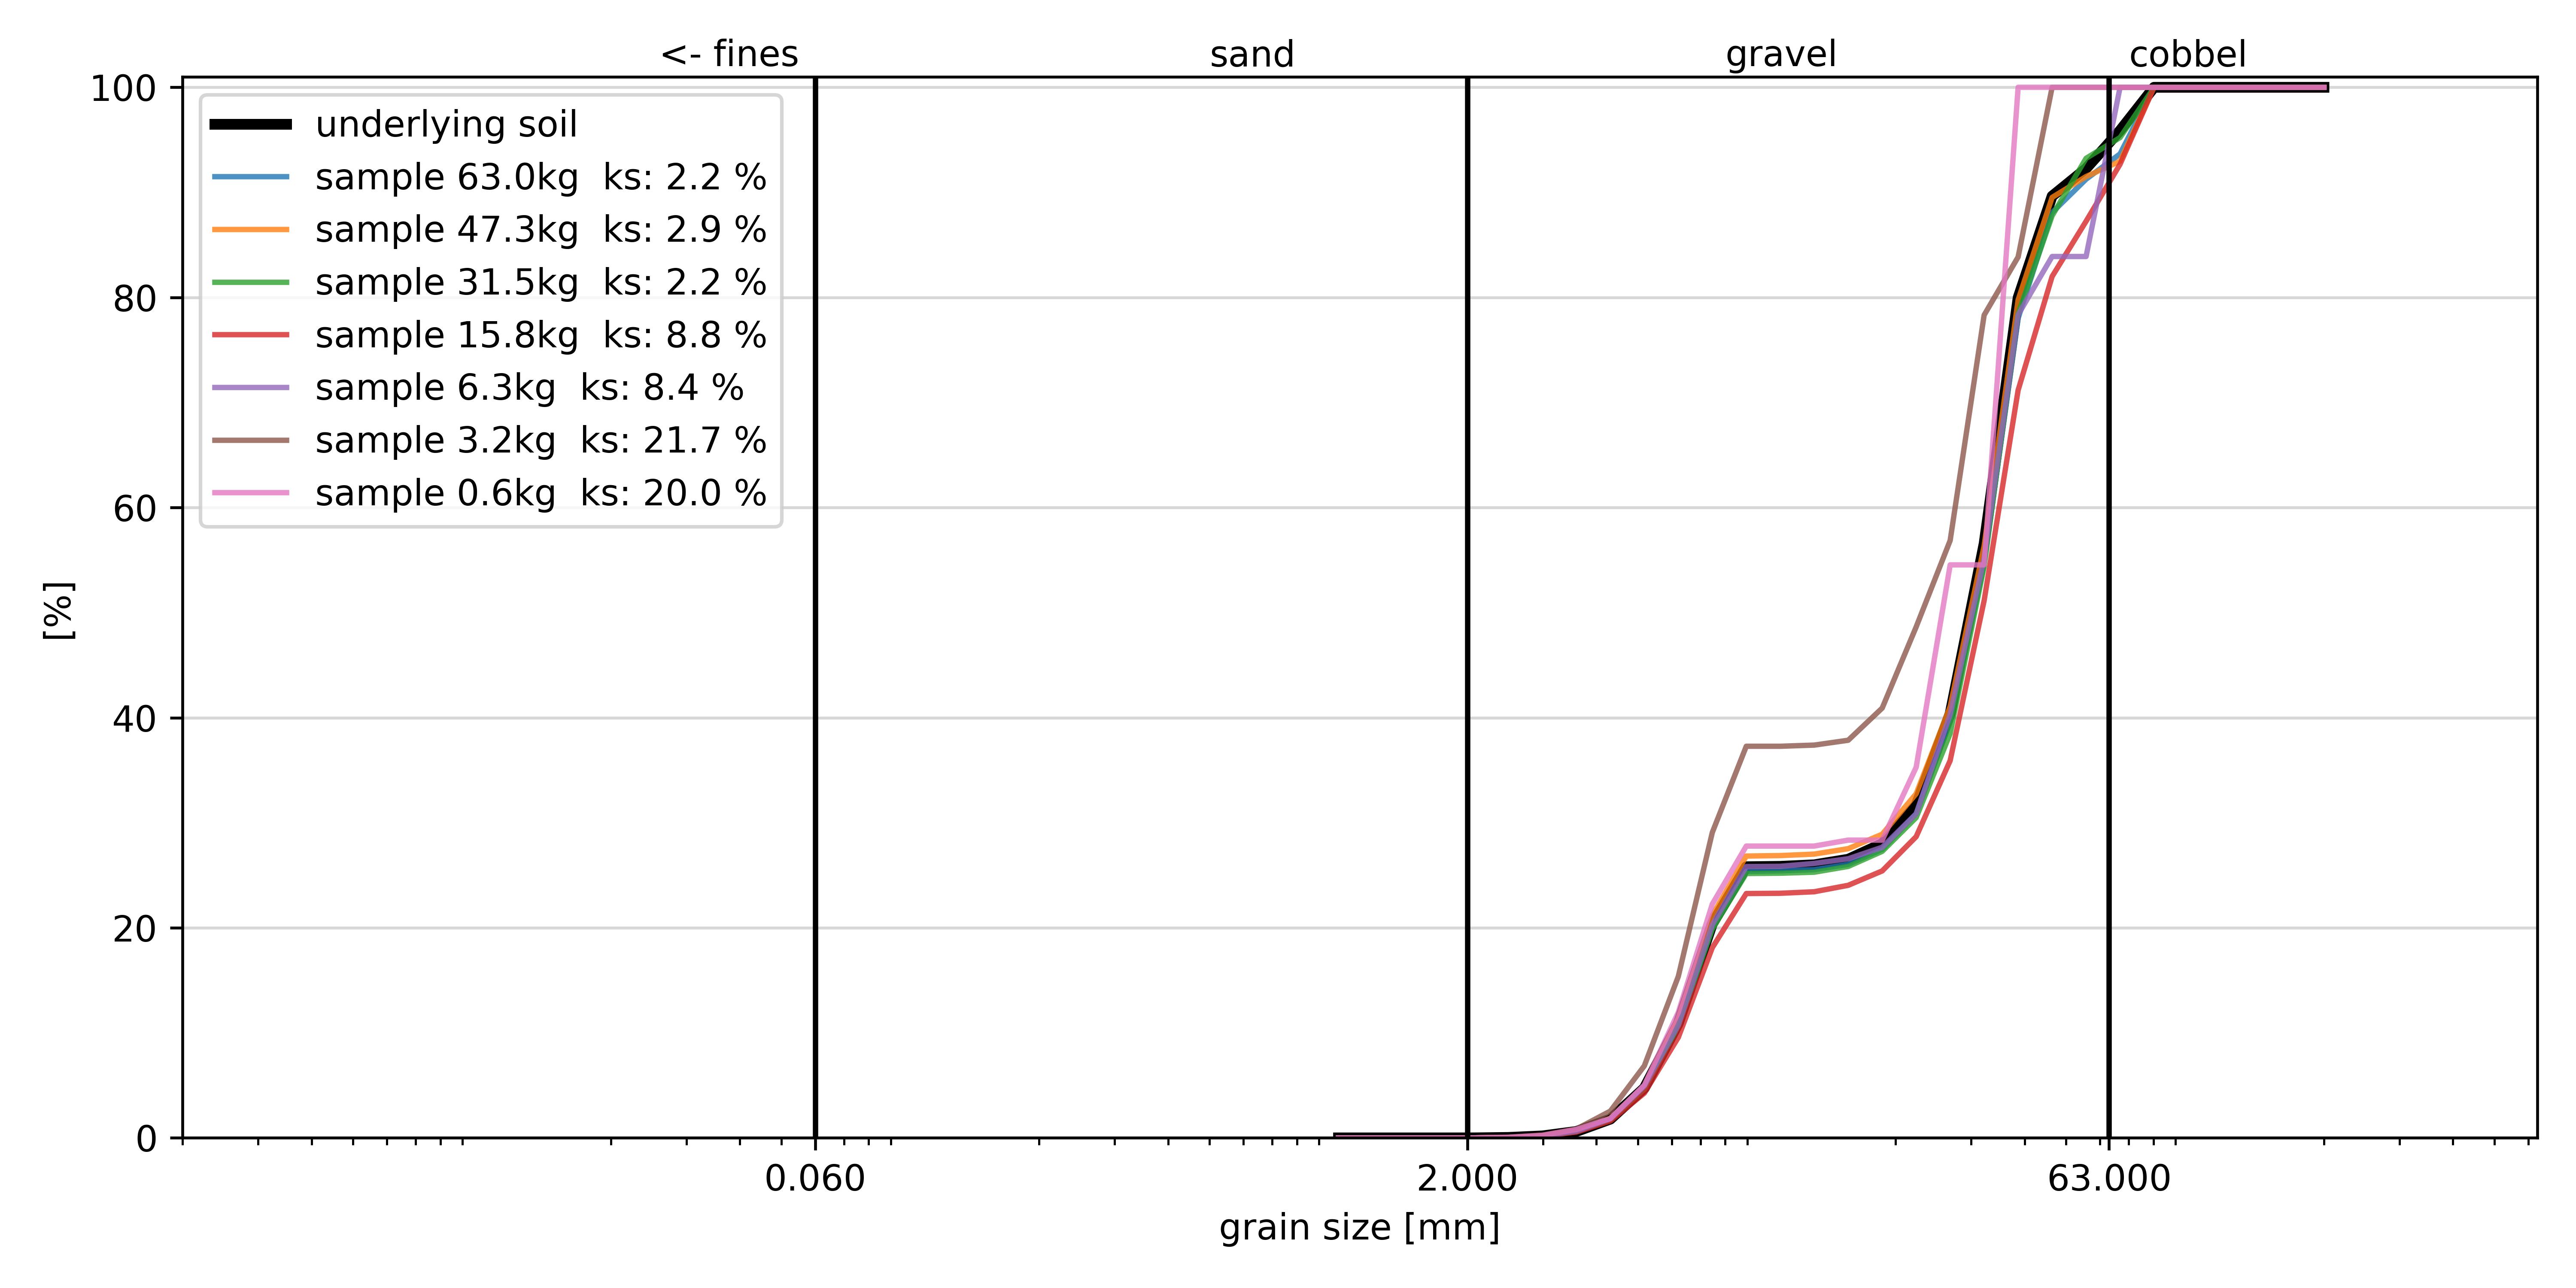 <- fines
sand
gravel
cobbel
100
80
60
40
20
0
[%]
underlying soil
sample 63.0kg  ks: 2.2 %
sample 47.3kg  ks: 2.9 %
sample 31.5kg  ks: 2.2 %
sample 15.8kg  ks: 8.8 %
sample 6.3kg  ks: 8.4 %
sample 3.2kg  ks: 21.7 %
sample 0.6kg  ks: 20.0 %
0.060
2.000
63.000
grain size [mm]